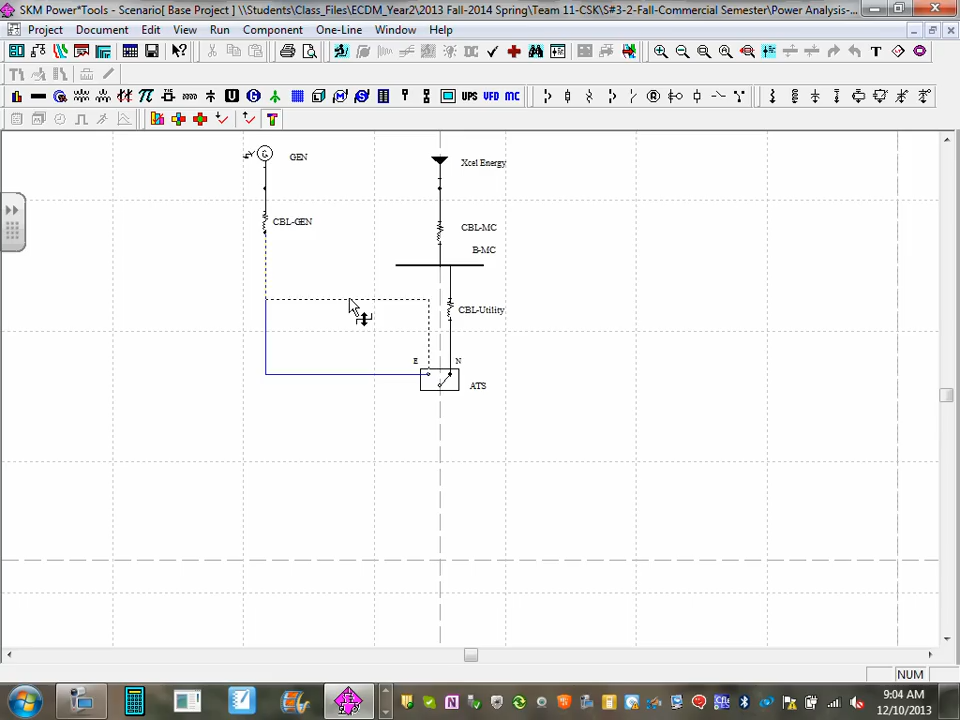 SKM Power*Tools - Scenario[ Base Project ] \\Students\Class_Files\ECDM_Year2\2013 Fall-2014 Spring\Team 11-CSK\S#3-2-Fall-Commercial Semester\Power Analysis-...
Project Document Edit View Run Component One-Line Window Help
DC T
UPS VFD MC
GEN
Xcel Energy
CBL-GEN
CBL-MC
B-MC
CBL-Utility
E N
ATS
NUM
9:04 AM
12/10/2013